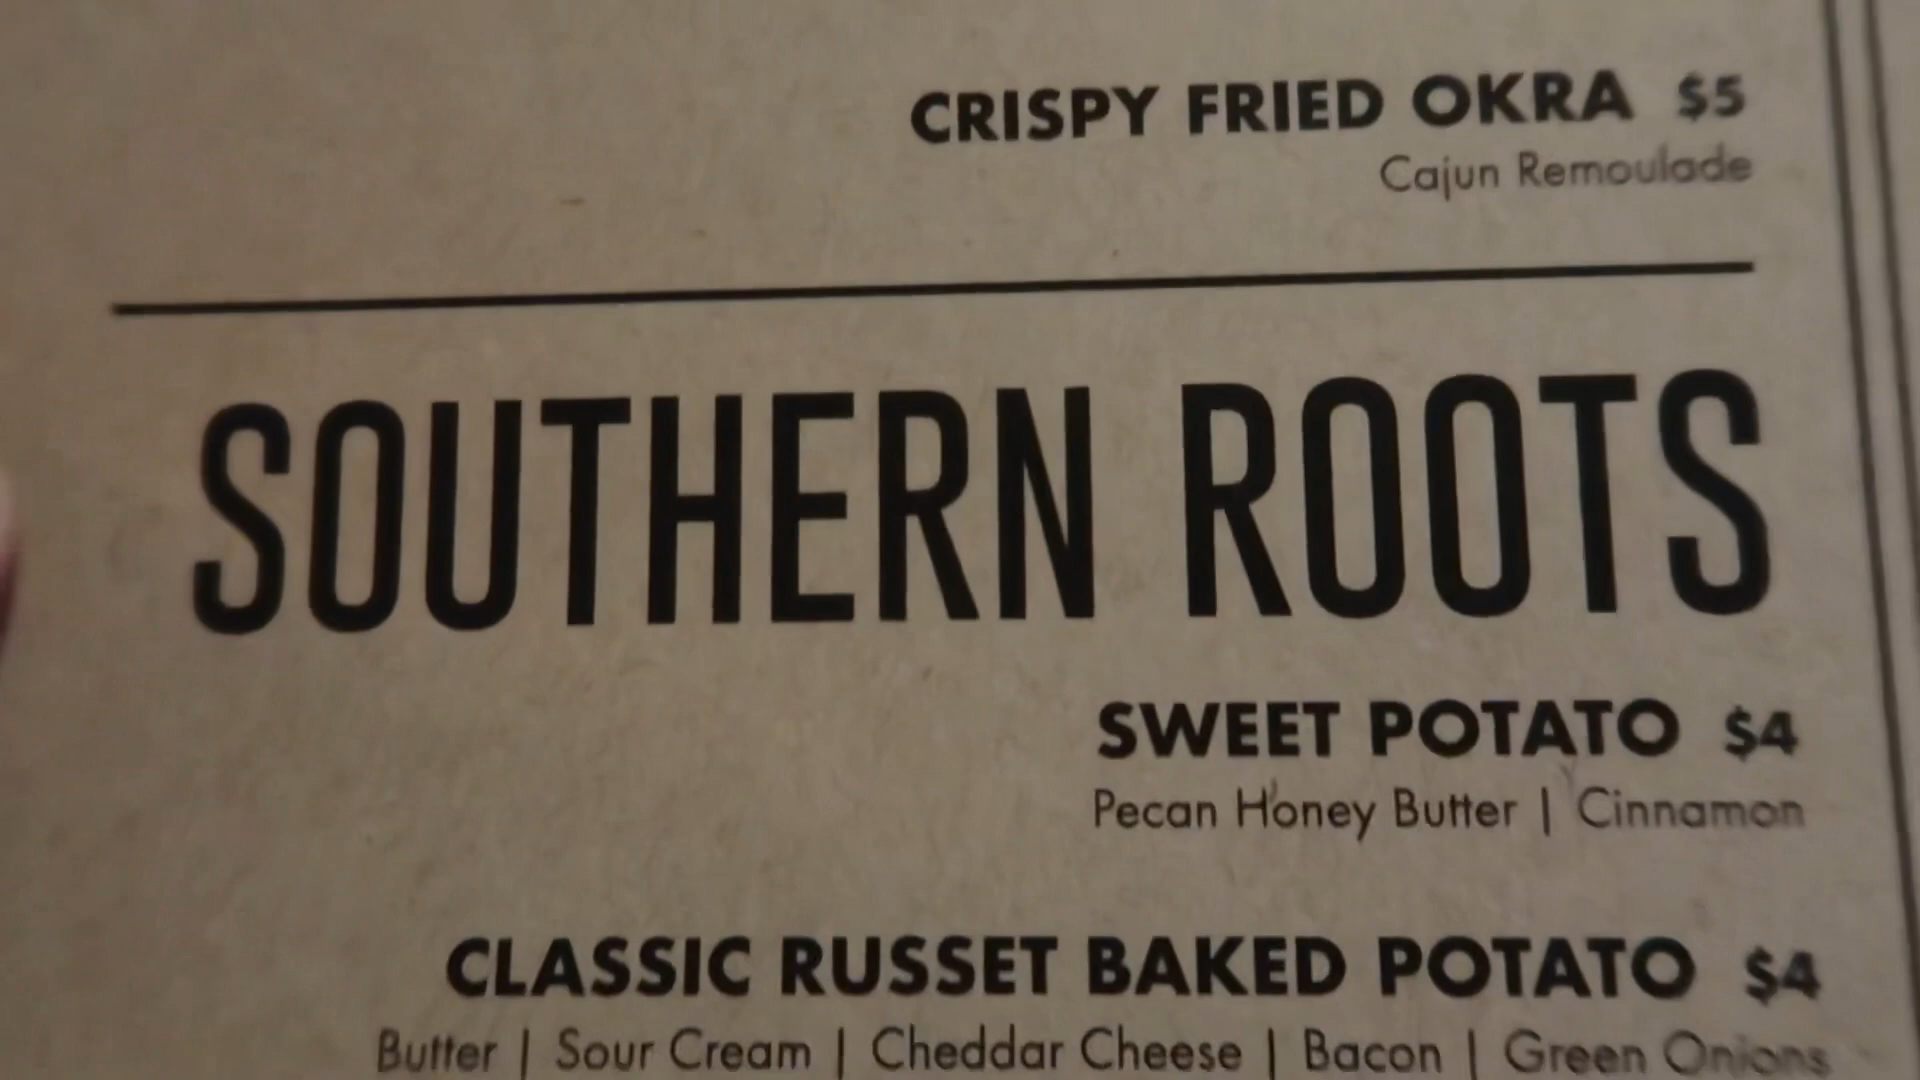 CRISPY FRIED OKRA $5
Cajun Remoulade
SOUTHERN ROOTS
SWEET POTATO $4
Pecan Honey Butter | Cinnamon
CLASSIC RUSSET BAKED POTATO $4
Butter | Sour Cream | Cheddar Cheese | Bacon | Green Onions